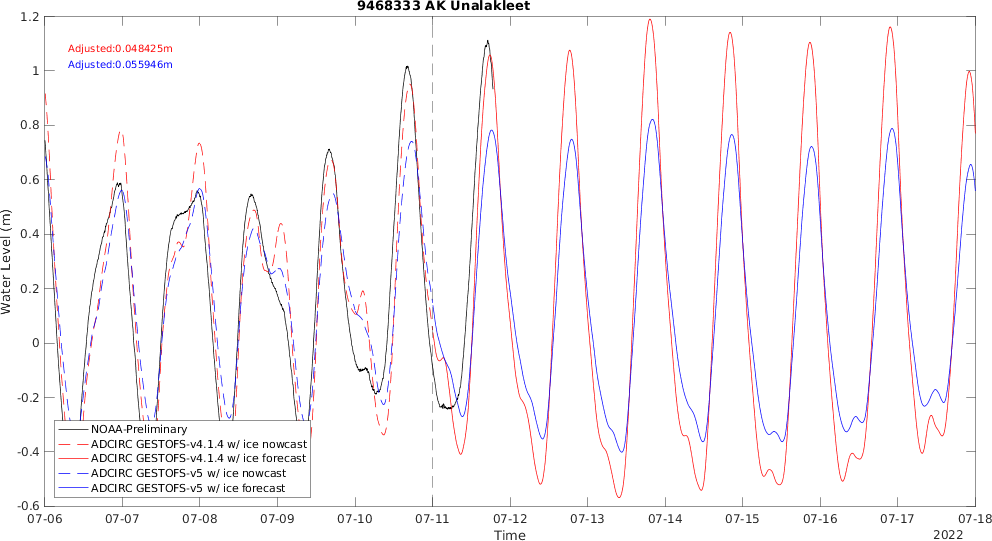 9468333 AK Unalakleet
1.2
1
0.8
0.6
0.4
0.2
0
-0.2
-0.4
-0.6
Water Level (m)
Adjusted:0.048425m
Adjusted:0.055946m
NOAA-Preliminary
ADCIRC GESTOFS-v4.1.4 w/ ice nowcast
ADCIRC GESTOFS-v4.1.4 w/ ice forecast
ADCIRC GESTOFS-v5 w/ ice nowcast
ADCIRC GESTOFS-v5 w/ ice forecast
07-06 07-07 07-08 07-09 07-10 07-11 07-12 07-13 07-14 07-15 07-16 07-17 07-18
Time
2022